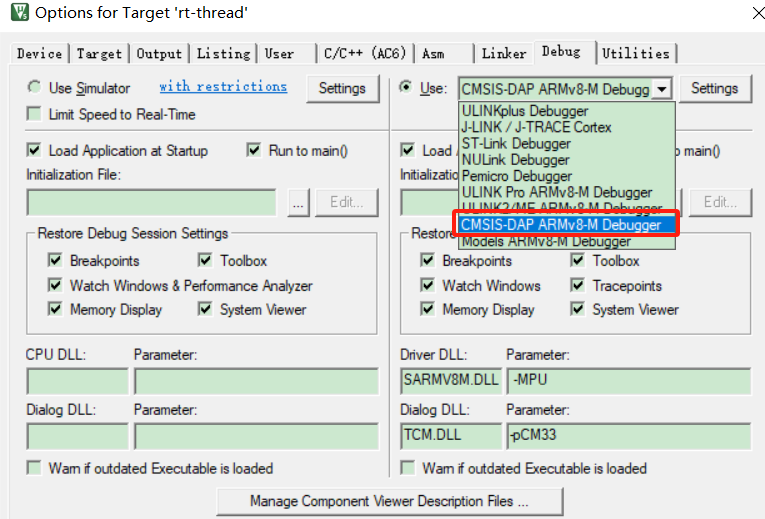 Options for Target 'rt-thread'
Device Target Output Listing User C/C++ (AC6) Asm Linker Debug Utilities
Use Simulator with restrictions Settings
Limit Speed to Real-Time
Use: CMSIS-DAP ARMv8-M Debugg Settings
ULINKplus Debugger
J-LINK / J-TRACE Cortex
ST-Link Debugger
NULink Debugger
Pemicro Debugger
ULINK Pro ARMv8-M Debugger
ULINK2/ME ARMv8-M Debugger
CMSIS-DAP ARMv8-M Debugger
Models ARMv8-M Debugger
Load Application at Startup Run to main()
Initialization File:
... Edit...
Restore Debug Session Settings
Breakpoints Toolbox
Watch Windows & Performance Analyzer
Memory Display System Viewer
Load main()
Edit...
Breakpoints Toolbox
Watch Windows Tracepoints
Memory Display System Viewer
CPU DLL: Parameter:
Dialog DLL: Parameter:
Warn if outdated Executable is loaded
Driver DLL: Parameter:
SARMV8M.DLL -MPU
Dialog DLL: Parameter:
TCM.DLL -pCM33
Warn if outdated Executable is loaded
Manage Component Viewer Description Files ...